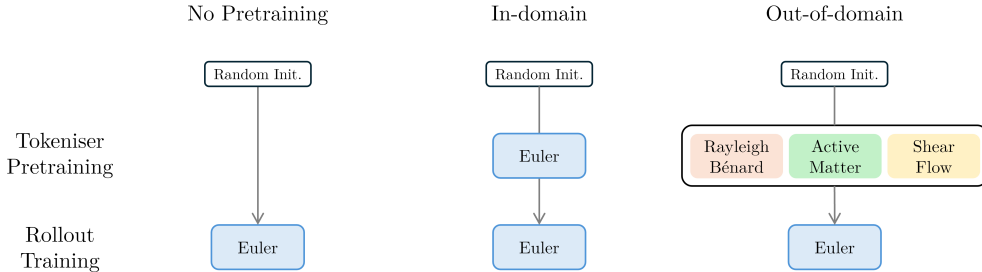 No Pretraining
In-domain
Out-of-domain
Random Init.
Random Init.
Random Init.
Tokeniser
Pretraining
Euler
Rayleigh
Bénard
Active
Matter
Shear
Flow
Rollout
Training
Euler
Euler
Euler